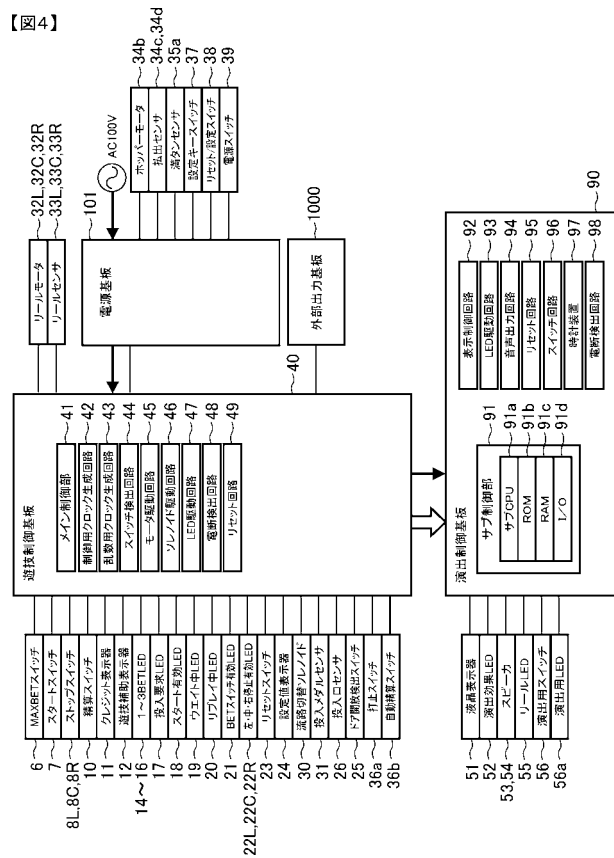 【図4】
6 MAXBETスイッチ
7 スタートスイッチ
8L,8C,8R ストップスイッチ
10 精算スイッチ
11 クレジット表示器
12 遊技補助表示器
14～16 1～3BETLED
17 投入要求LED
18 スタート有効LED
19 ウエイト中LED
20 リプレイ中LED
21 BETスイッチ有効LED
22L,22C,22R 左・中・右停止有効LED
23 リセットスイッチ
24 設定値表示器
30 流路切替ソレノイド
31 投入メダルセンサ
26 投入口センサ
25 ドア開放検出スイッチ
36a 打止スイッチ
36b 自動精算スイッチ
遊技制御基板 40
メイン制御部 41
制御用クロック生成回路 42
乱数用クロック生成回路 43
スイッチ検出回路 44
モータ駆動回路 45
ソレノイド駆動回路 46
LED駆動回路 47
電断検出回路 48
リセット回路 49
リールモータ 32L,32C,32R
リールセンサ 33L,33C,33R
電源基板 101
AC100V
外部出力基板 1000
ホッパーモータ 34b
払出センサ 34c,34d
満タンセンサ 35a
設定キースイッチ 37
リセット/設定スイッチ 38
電源スイッチ 39
51 液晶表示器
52 演出効果LED
53,54 スピーカ
55 リールLED
56 演出用スイッチ
56a 演出用LED
演出制御基板 90
サブ制御部 91
サブCPU 91a
ROM 91b
RAM 91c
I/O 91d
表示制御回路 92
LED駆動回路 93
音声出力回路 94
リセット回路 95
スイッチ回路 96
時計装置 97
電断検出回路 98